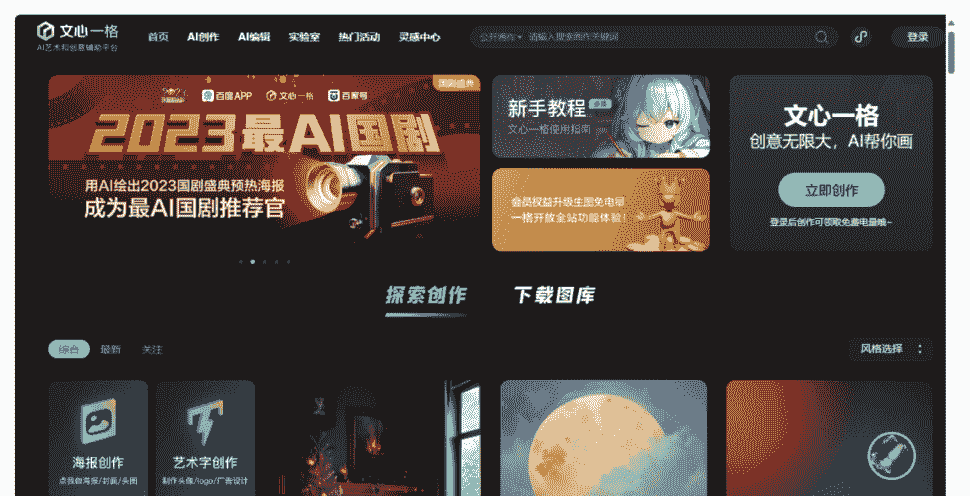 文心一格
AI艺术和创意辅助平台
首页
AI创作
AI编辑
实验室
热门活动
灵感中心
公开画作
请输入搜索画作关键词
登录
国剧盛典
百度APP
文心一格
百家号
2023最AI国剧
用AI绘出2023国剧盛典预热海报
成为最AI国剧推荐官
新手教程
文心一格使用指南
会员权益升级生图免电量
一格开放全站功能体验!
文心一格
创意无限大,AI帮你画
立即创作
登录后创作可领取免费电量哦~
探索创作
下载图库
综合
最新
关注
风格选择
海报创作
点我做海报/封面/头图
艺术字创作
制作头像/logo/广告设计